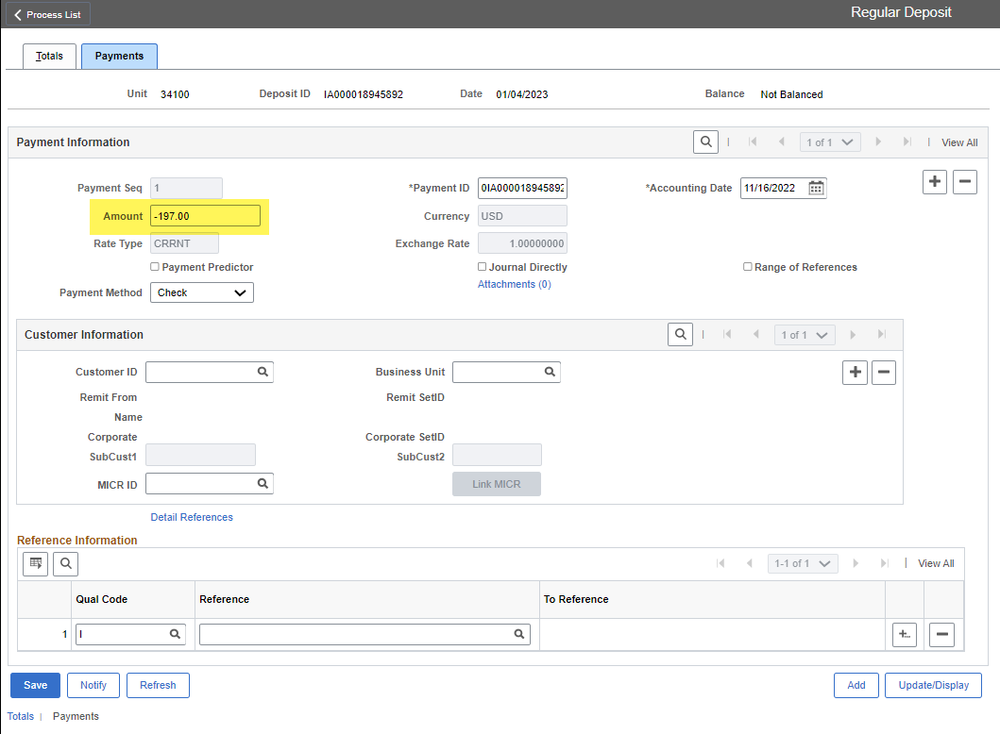 Process List
Regular Deposit
Totals
Payments
Unit 34100 Deposit ID IA000018945892 Date 01/04/2023 Balance Not Balanced
Payment Information
1 of 1
View All
Payment Seq 1 *Payment ID 0IA000018945892 *Accounting Date 11/16/2022
Amount -197.00 Currency USD
Rate Type CRRNT Exchange Rate 1.00000000
Payment Predictor Journal Directly Range of References
Attachments (0)
Payment Method Check
Customer Information
1 of 1
Customer ID Business Unit
Remit From Remit SetID
Name
Corporate Corporate SetID
SubCust1 SubCust2
MICR ID Link MICR
Detail References
Reference Information
1-1 of 1
View All
Qual Code Reference To Reference
1 I
Save Notify Refresh Add Update/Display
Totals | Payments